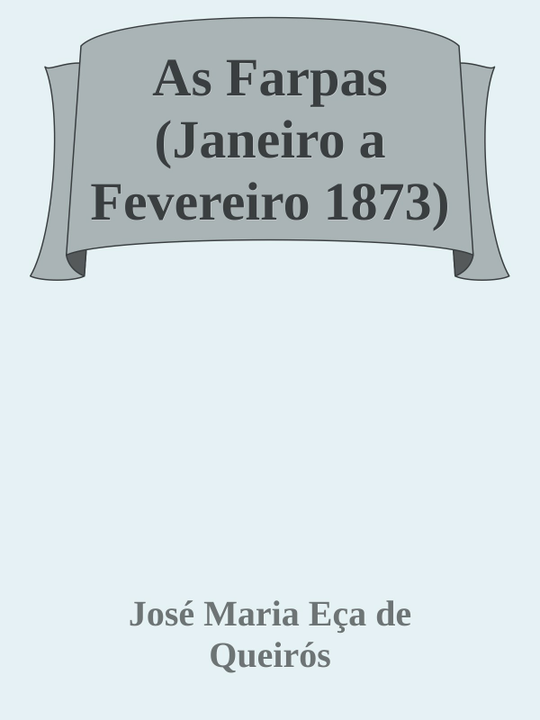 As Farpas
(Janeiro a
Fevereiro 1873)
José Maria Eça de
Queirós